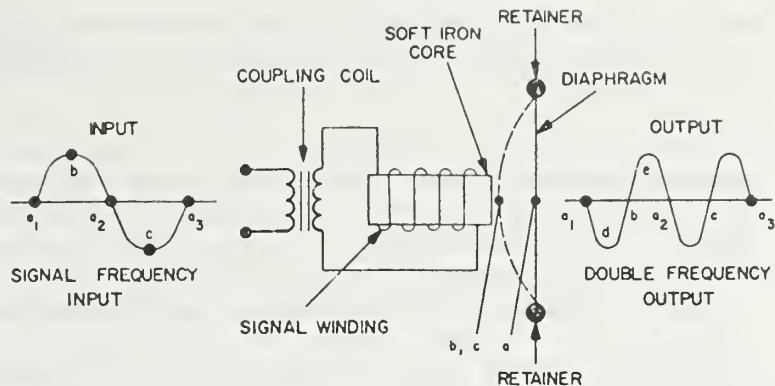 RETAINER
SOFT IRON
CORE
COUPLING COIL
DIAPHRAGM
INPUT
OUTPUT
b
e
a1
a2
a3
c
a1
d
b
a2
c
a3
SIGNAL FREQUENCY
INPUT
DOUBLE FREQUENCY
OUTPUT
SIGNAL WINDING
b, c
a
RETAINER